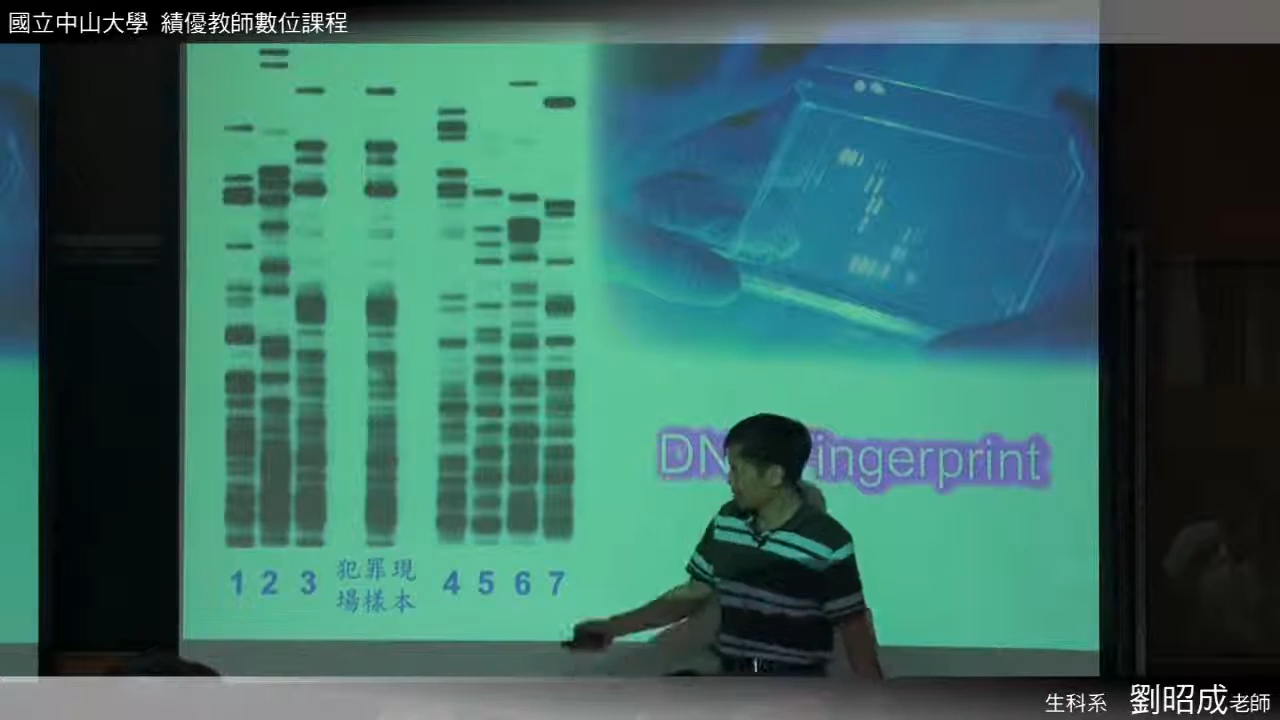 國立中山大學 績優教師數位課程
DN Fingerprint
1 2 3 犯罪現場樣本 4 5 6 7
生科系 劉昭成老師